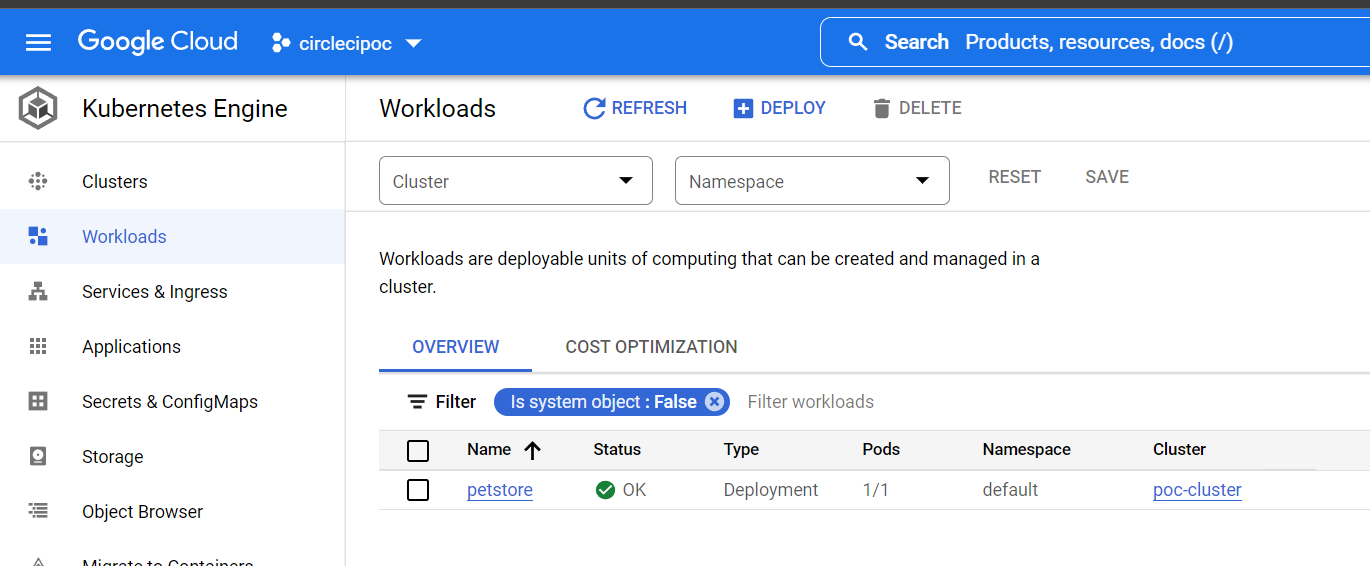 Google Cloud circlecipoc Search Products, resources, docs (/)
Kubernetes Engine
Workloads REFRESH DEPLOY DELETE
Clusters
Workloads
Services & Ingress
Applications
Secrets & ConfigMaps
Storage
Object Browser
Migrate to Containers
Cluster Namespace RESET SAVE
Workloads are deployable units of computing that can be created and managed in a
cluster.
OVERVIEW COST OPTIMIZATION
Filter Is system object : False Filter workloads
Name Status Type Pods Namespace Cluster
petstore OK Deployment 1/1 default poc-cluster